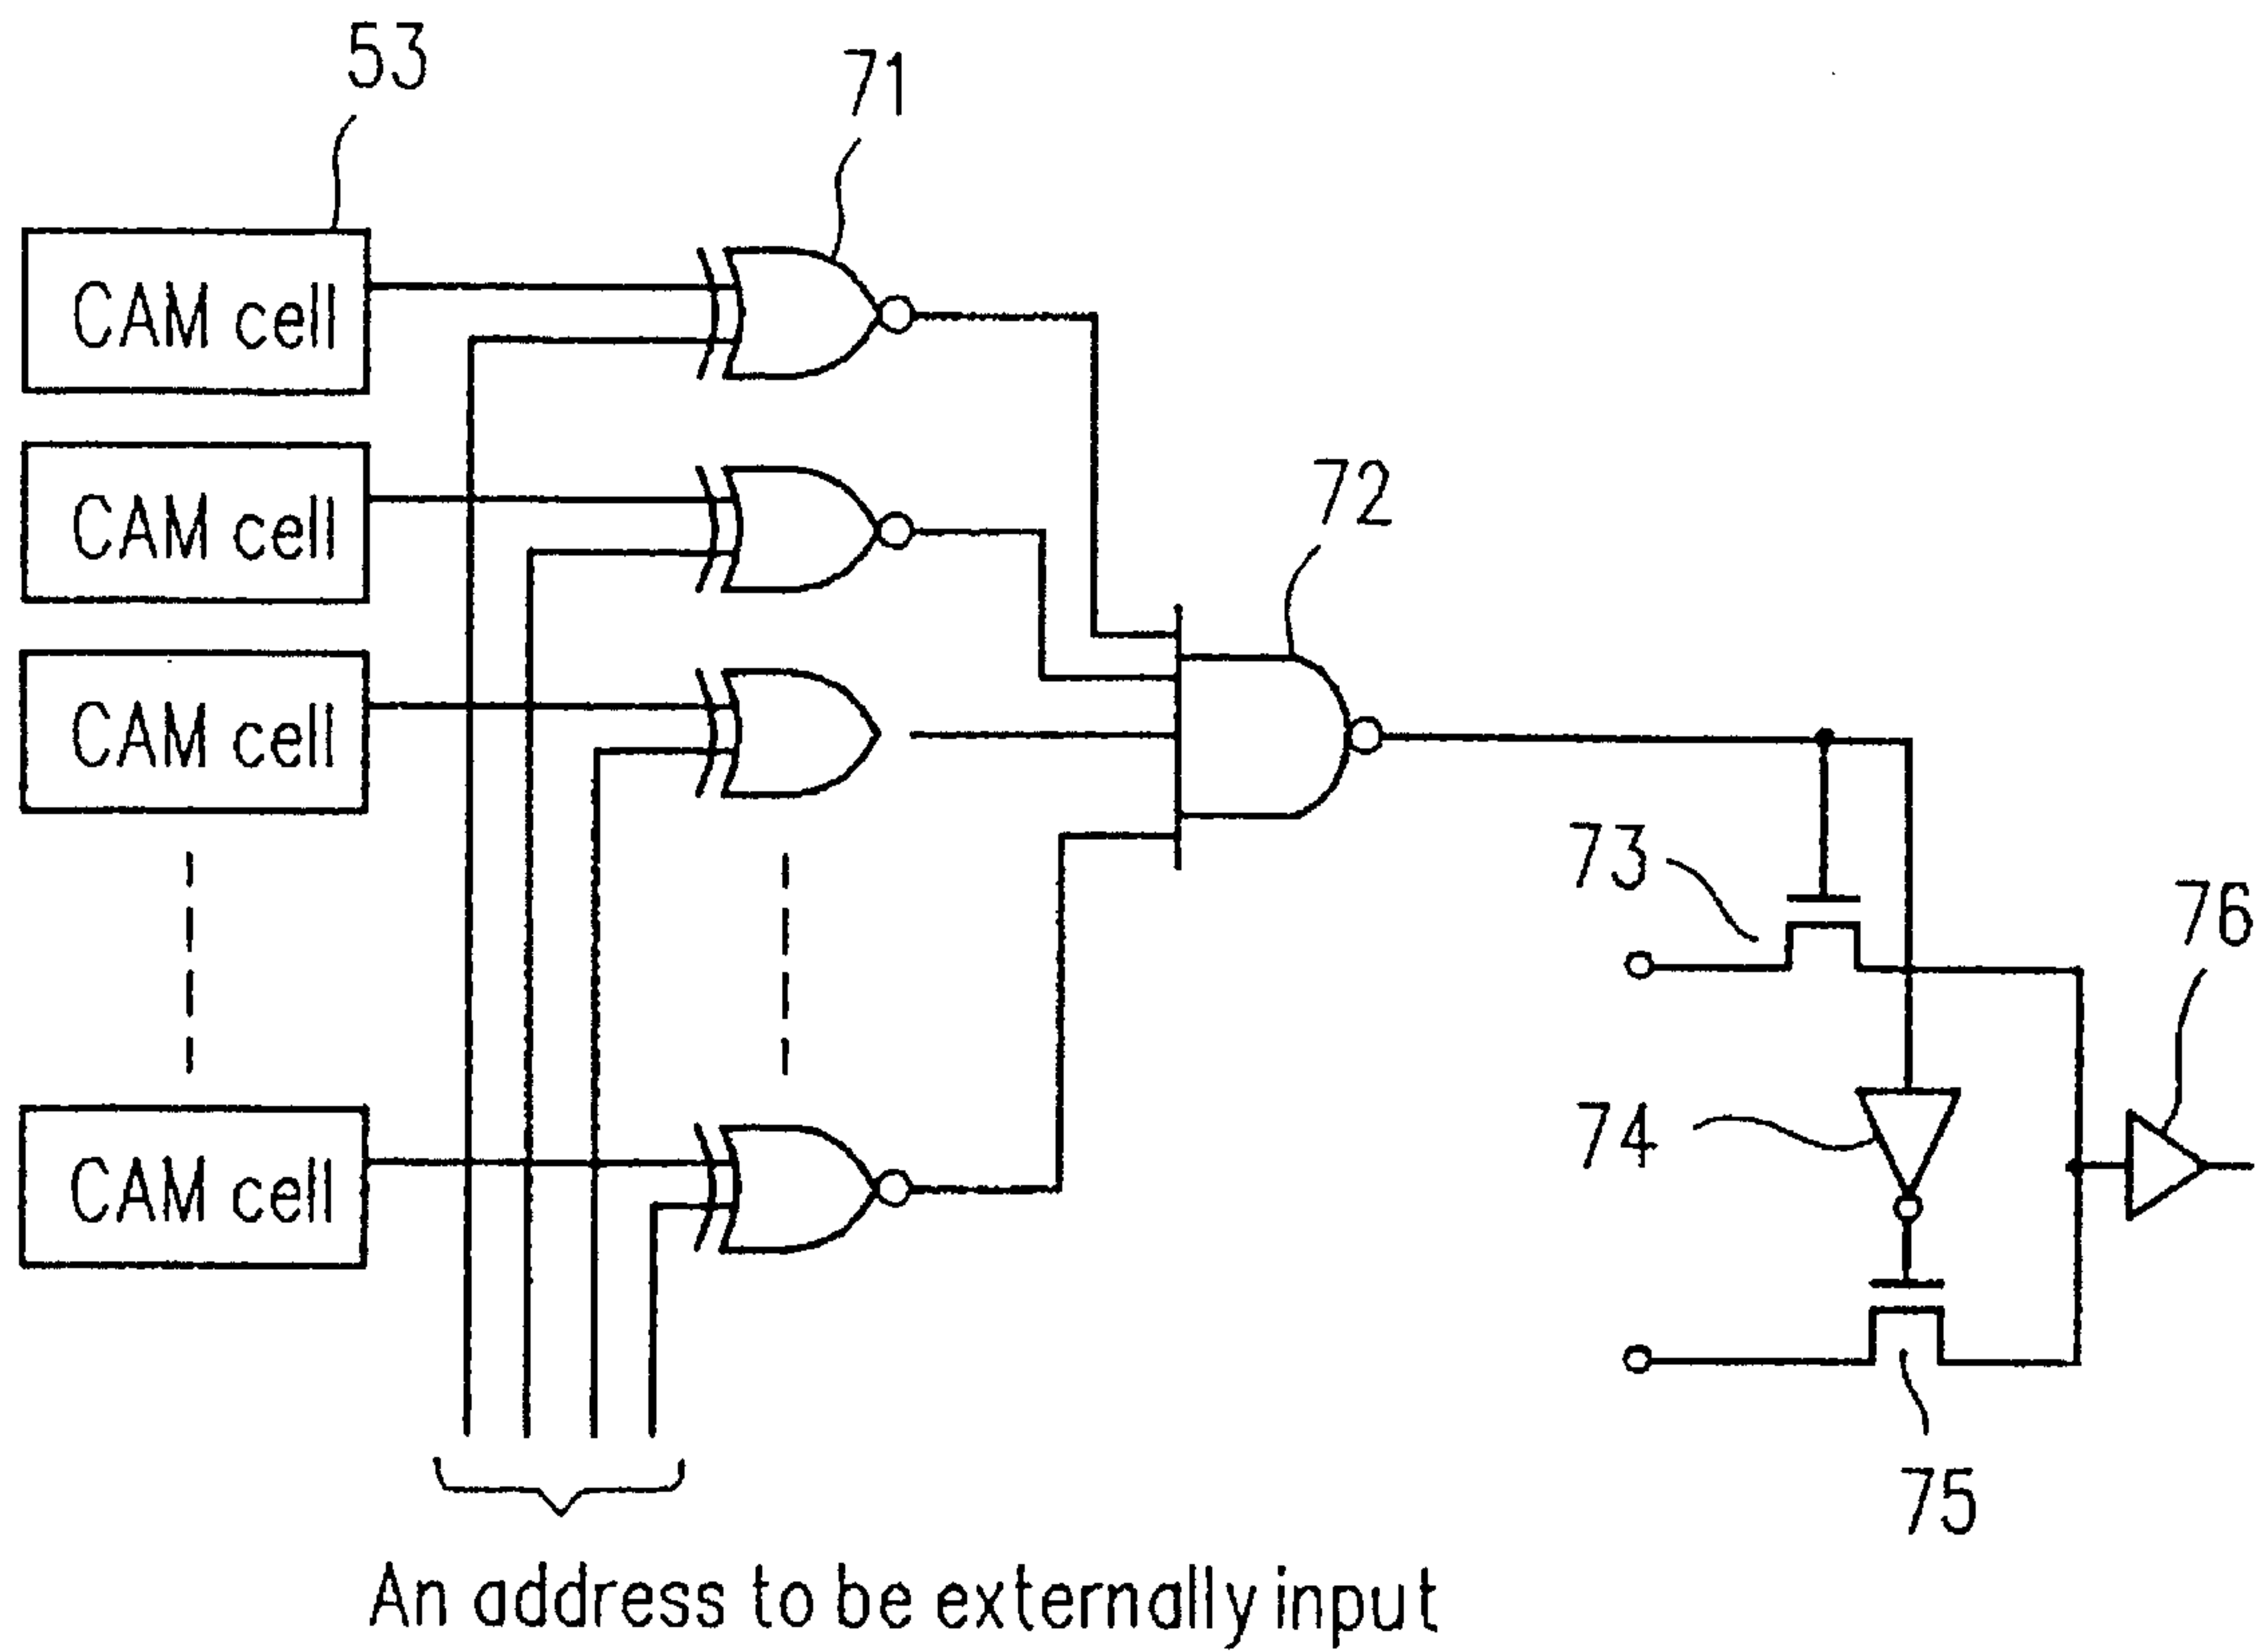 53
71
CAM cell
CAM cell
72
CAM cell
73
76
74
CAM cell
75
An address to be externally input